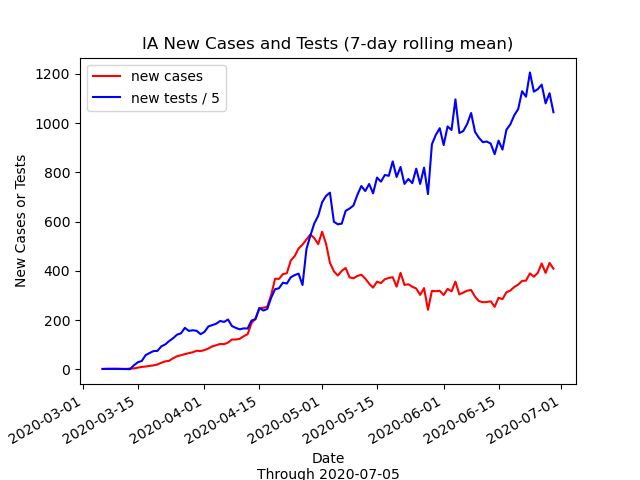 IA New Cases and Tests (7-day rolling mean)
new cases
new tests / 5
New Cases or Tests
1200
1000
800
600
400
200
0
2020-03-01
2020-03-15
2020-04-01
2020-04-15
2020-05-01
2020-05-15
2020-06-01
2020-06-15
2020-07-01
Date
Through 2020-07-05